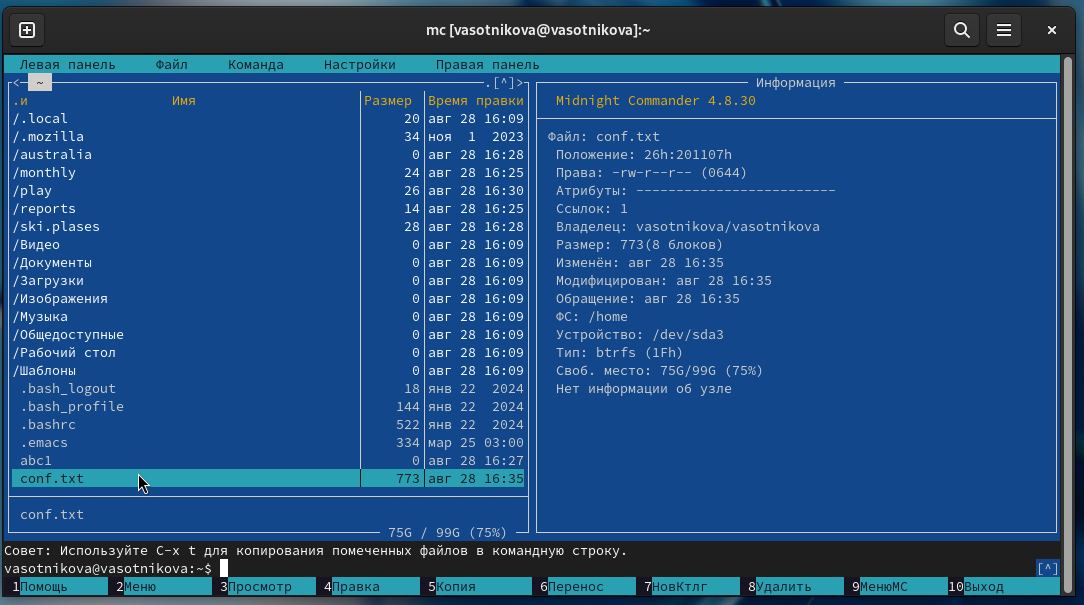 mc [vasotnikova@vasotnikova]:~
Левая панель Файл Команда Настройки Правая панель
<─ ~ .[^]>
.и Имя Размер Время правки
/.local 20 авг 28 16:09
/.mozilla 34 ноя 1 2023
/australia 0 авг 28 16:28
/monthly 24 авг 28 16:25
/play 26 авг 28 16:30
/reports 14 авг 28 16:25
/ski.plases 28 авг 28 16:28
/Видео 0 авг 28 16:09
/Документы 0 авг 28 16:09
/Загрузки 0 авг 28 16:09
/Изображения 0 авг 28 16:09
/Музыка 0 авг 28 16:09
/Общедоступные 0 авг 28 16:09
/Рабочий стол 0 авг 28 16:09
/Шаблоны 0 авг 28 16:09
.bash_logout 18 янв 22 2024
.bash_profile 144 янв 22 2024
.bashrc 522 янв 22 2024
.emacs 334 мар 25 03:00
abc1 0 авг 28 16:27
conf.txt 773 авг 28 16:35
conf.txt
75G / 99G (75%)
Информация
Midnight Commander 4.8.30
Файл: conf.txt
Положение: 26h:201107h
Права: -rw-r--r-- (0644)
Атрибуты: -------------------------
Ссылок: 1
Владелец: vasotnikova/vasotnikova
Размер: 773(8 блоков)
Изменён: авг 28 16:35
Модифицирован: авг 28 16:35
Обращение: авг 28 16:35
ФС: /home
Устройство: /dev/sda3
Тип: btrfs (1Fh)
Своб. место: 75G/99G (75%)
Нет информации об узле
Совет: Используйте C-x t для копирования помеченных файлов в командную строку.
vasotnikova@vasotnikova:~$ [^]
1Помощь 2Меню 3Просмотр 4Правка 5Копия 6Перенос 7НовКтлг 8Удалить 9МенюМС 10Выход